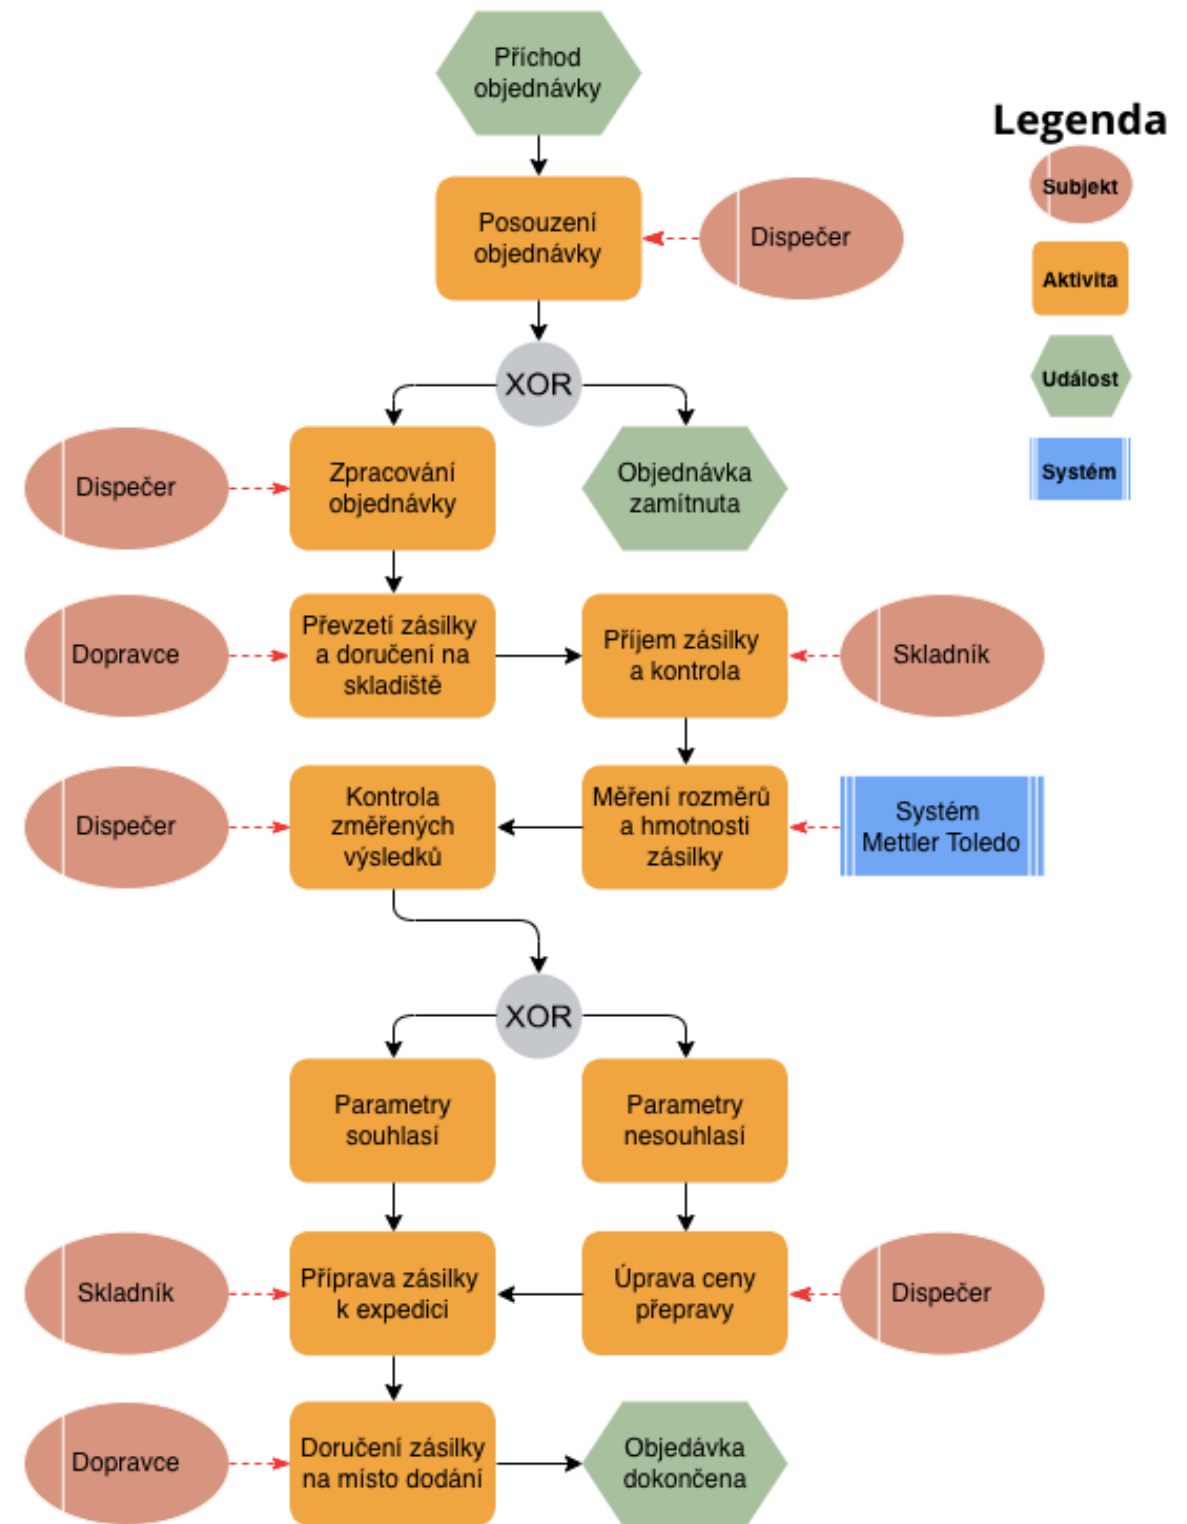 Příchod
objednávky
Legenda
Subjekt
Posouzení
objednávky
Dispečer
Aktivita
XOR
Událost
Dispečer
Zpracování
objednávky
Objednávka
zamítnuta
Systém
Dopravce
Převzetí zásilky
a doručení na
skladiště
Příjem zásilky
a kontrola
Skladník
Dispečer
Kontrola
změřených
výsledků
Měření rozměrů
a hmotnosti
zásilky
Systém
Mettler Toledo
XOR
Parametry
souhlasí
Parametry
nesouhlasí
Skladník
Příprava zásilky
k expedici
Úprava ceny
přepravy
Dispečer
Dopravce
Doručení zásilky
na místo dodání
Objedávka
dokončena